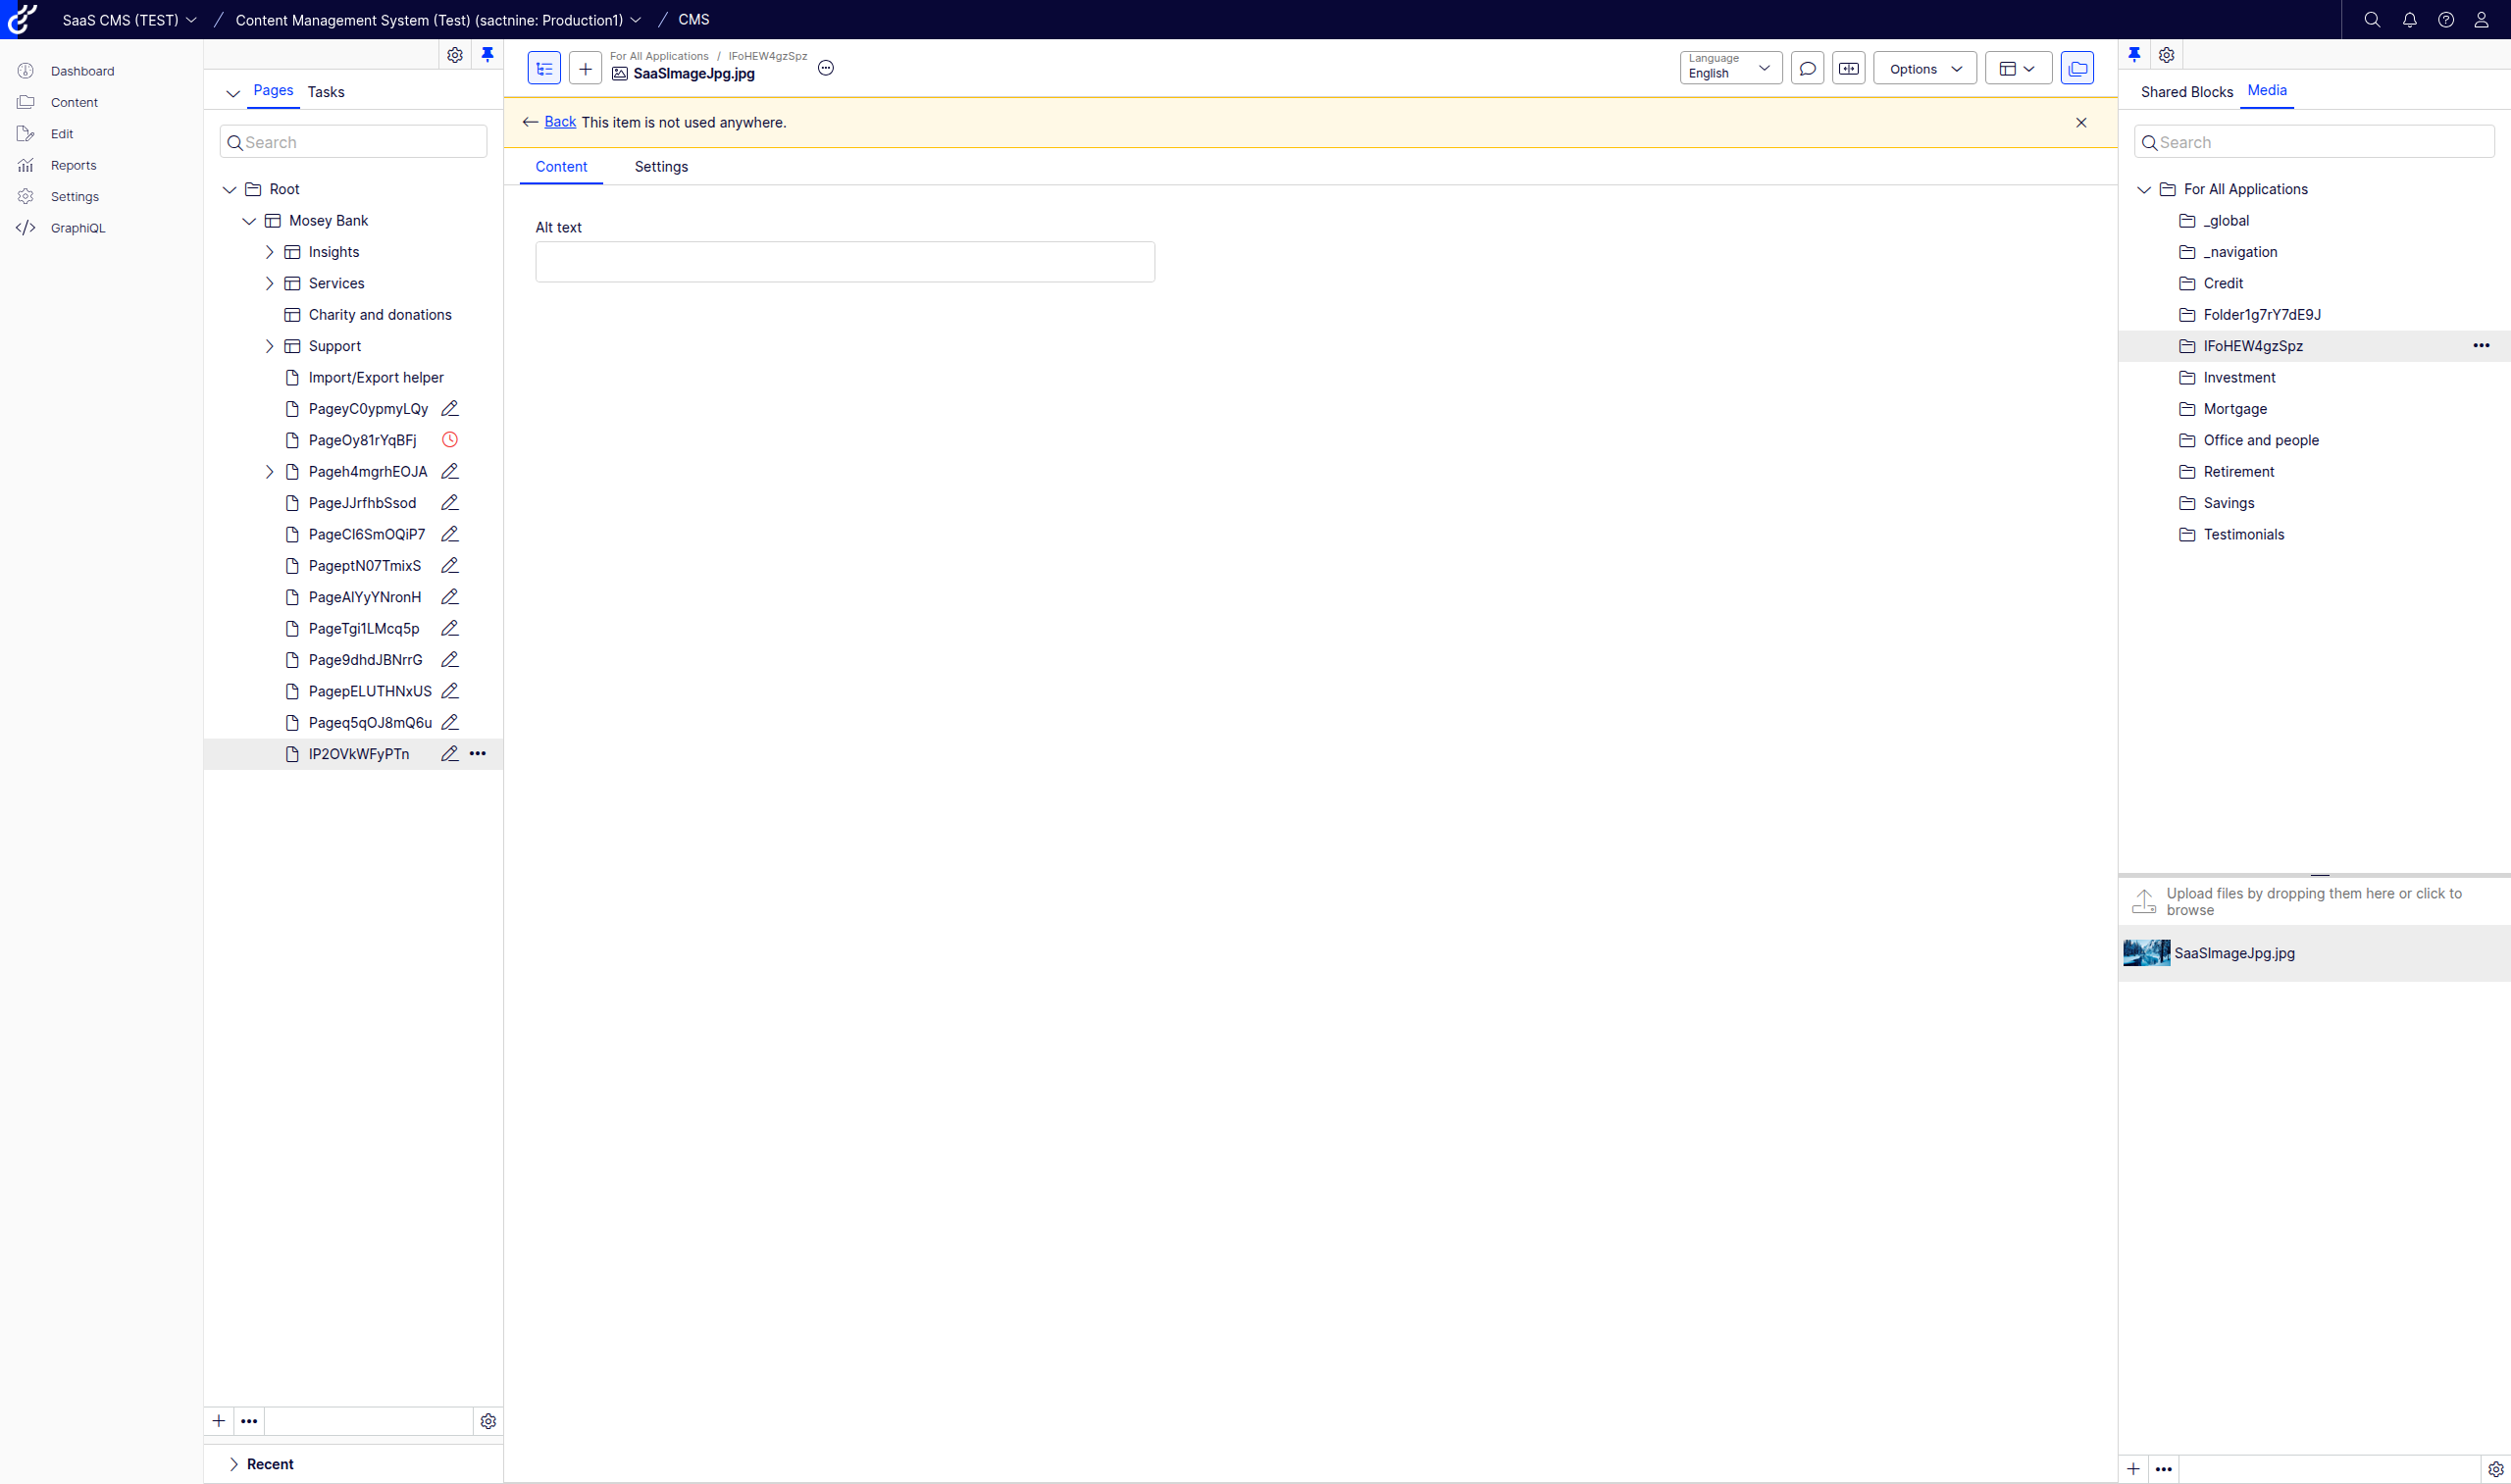 SaaS CMS (TEST) / Content Management System (Test) (sactnine: Production1) / CMS
Dashboard
Content
Edit
Reports
Settings
GraphiQL
Pages Tasks
Search
Root
Mosey Bank
Insights
Services
Charity and donations
Support
Import/Export helper
PageyC0ypmyLQy
PageOy81rYqBFj
Pageh4mgrhEOJA
PageJJrfhbSsod
PageCl6SmOQiP7
PageptN07TmixS
PageAlYyYNronH
PageTgi1LMcq5p
Page9dhdJBNrrG
PagepELUTHNxUS
Pageq5qOJ8mQ6u
IP2OVkWFyPTn
Recent
For All Applications / IFoHEW4gzSpz
SaaSImageJpg.jpg
Language
English
Options
Back This item is not used anywhere.
Content Settings
Alt text
Shared Blocks Media
Search
For All Applications
_global
_navigation
Credit
Folder1g7rY7dE9J
IFoHEW4gzSpz
Investment
Mortgage
Office and people
Retirement
Savings
Testimonials
Upload files by dropping them here or click to
browse
SaaSImageJpg.jpg